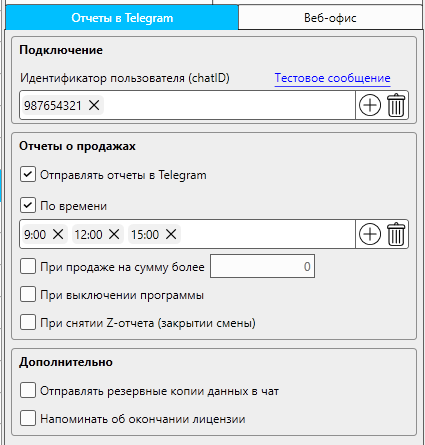 Отчеты в Telegram
Веб-офис
Подключение
Идентификатор пользователя (chatID) Тестовое сообщение
987654321
Отчеты о продажах
Отправлять отчеты в Telegram
По времени
9:00 12:00 15:00
При продаже на сумму более 0
При выключении программы
При снятии Z-отчета (закрытии смены)
Дополнительно
Отправлять резервные копии данных в чат
Напоминать об окончании лицензии